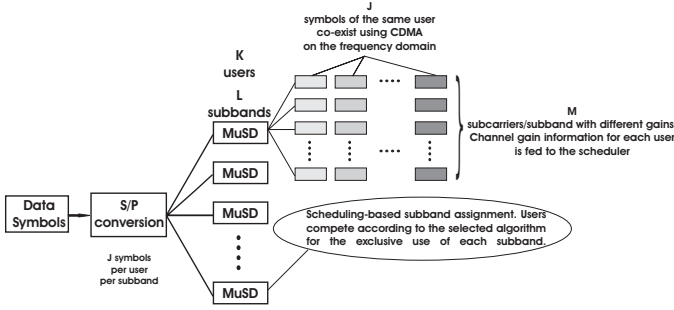 J
symbols of the same user
co-exist using CDMA
on the frequency domain
K
users
L
subbands
MuSD
M
subcarriers/subband with different gains
Channel gain information for each user
is fed to the scheduler
MuSD
Data
Symbols
S/P
conversion
MuSD
Scheduling-based subband assignment. Users
compete according to the selected algorithm
for the exclusive use of each subband.
J symbols
per user
per subband
MuSD